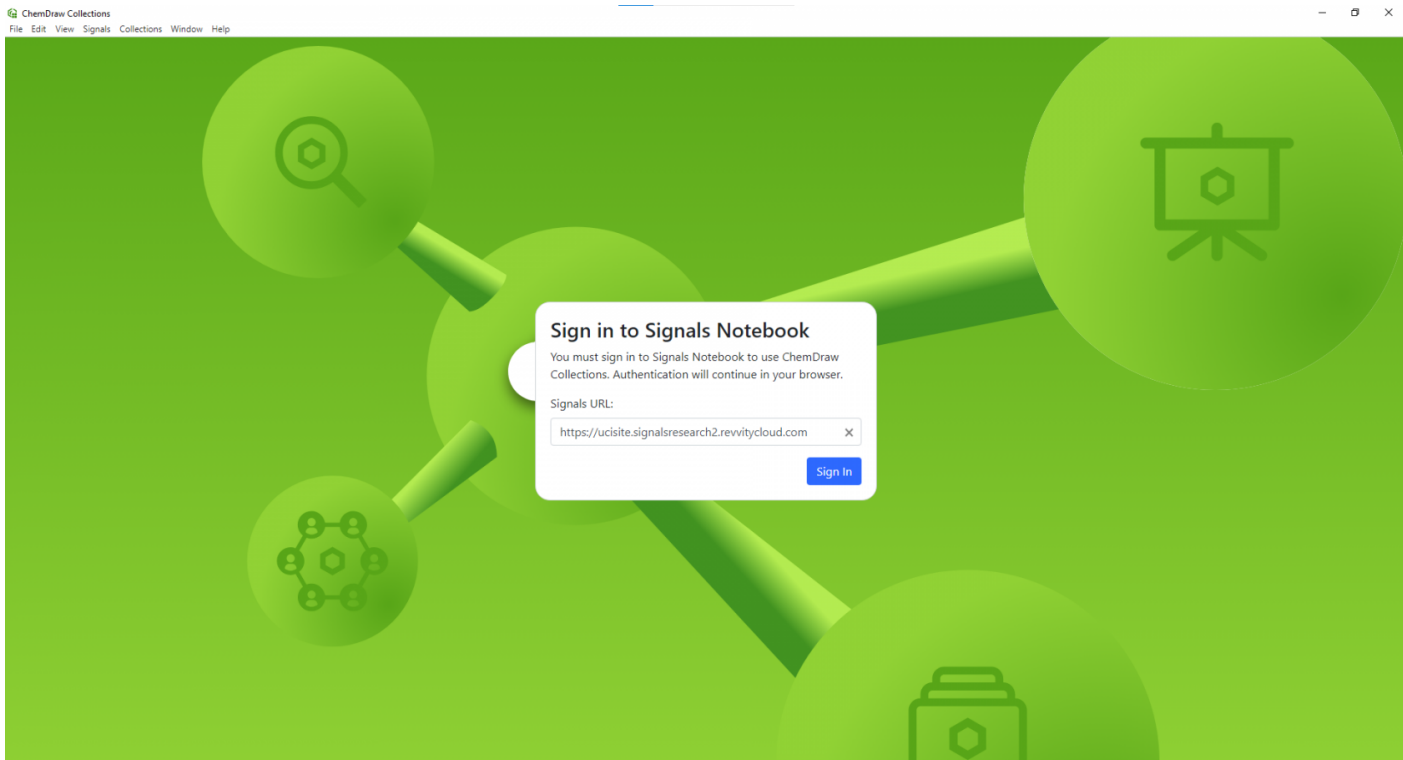 ChemDraw Collections
File Edit View Signals Collections Window Help
Sign in to Signals Notebook
You must sign in to Signals Notebook to use ChemDraw
Collections. Authentication will continue in your browser.
Signals URL:
https://ucisite.signalsresearch2.revvitycloud.com
Sign In